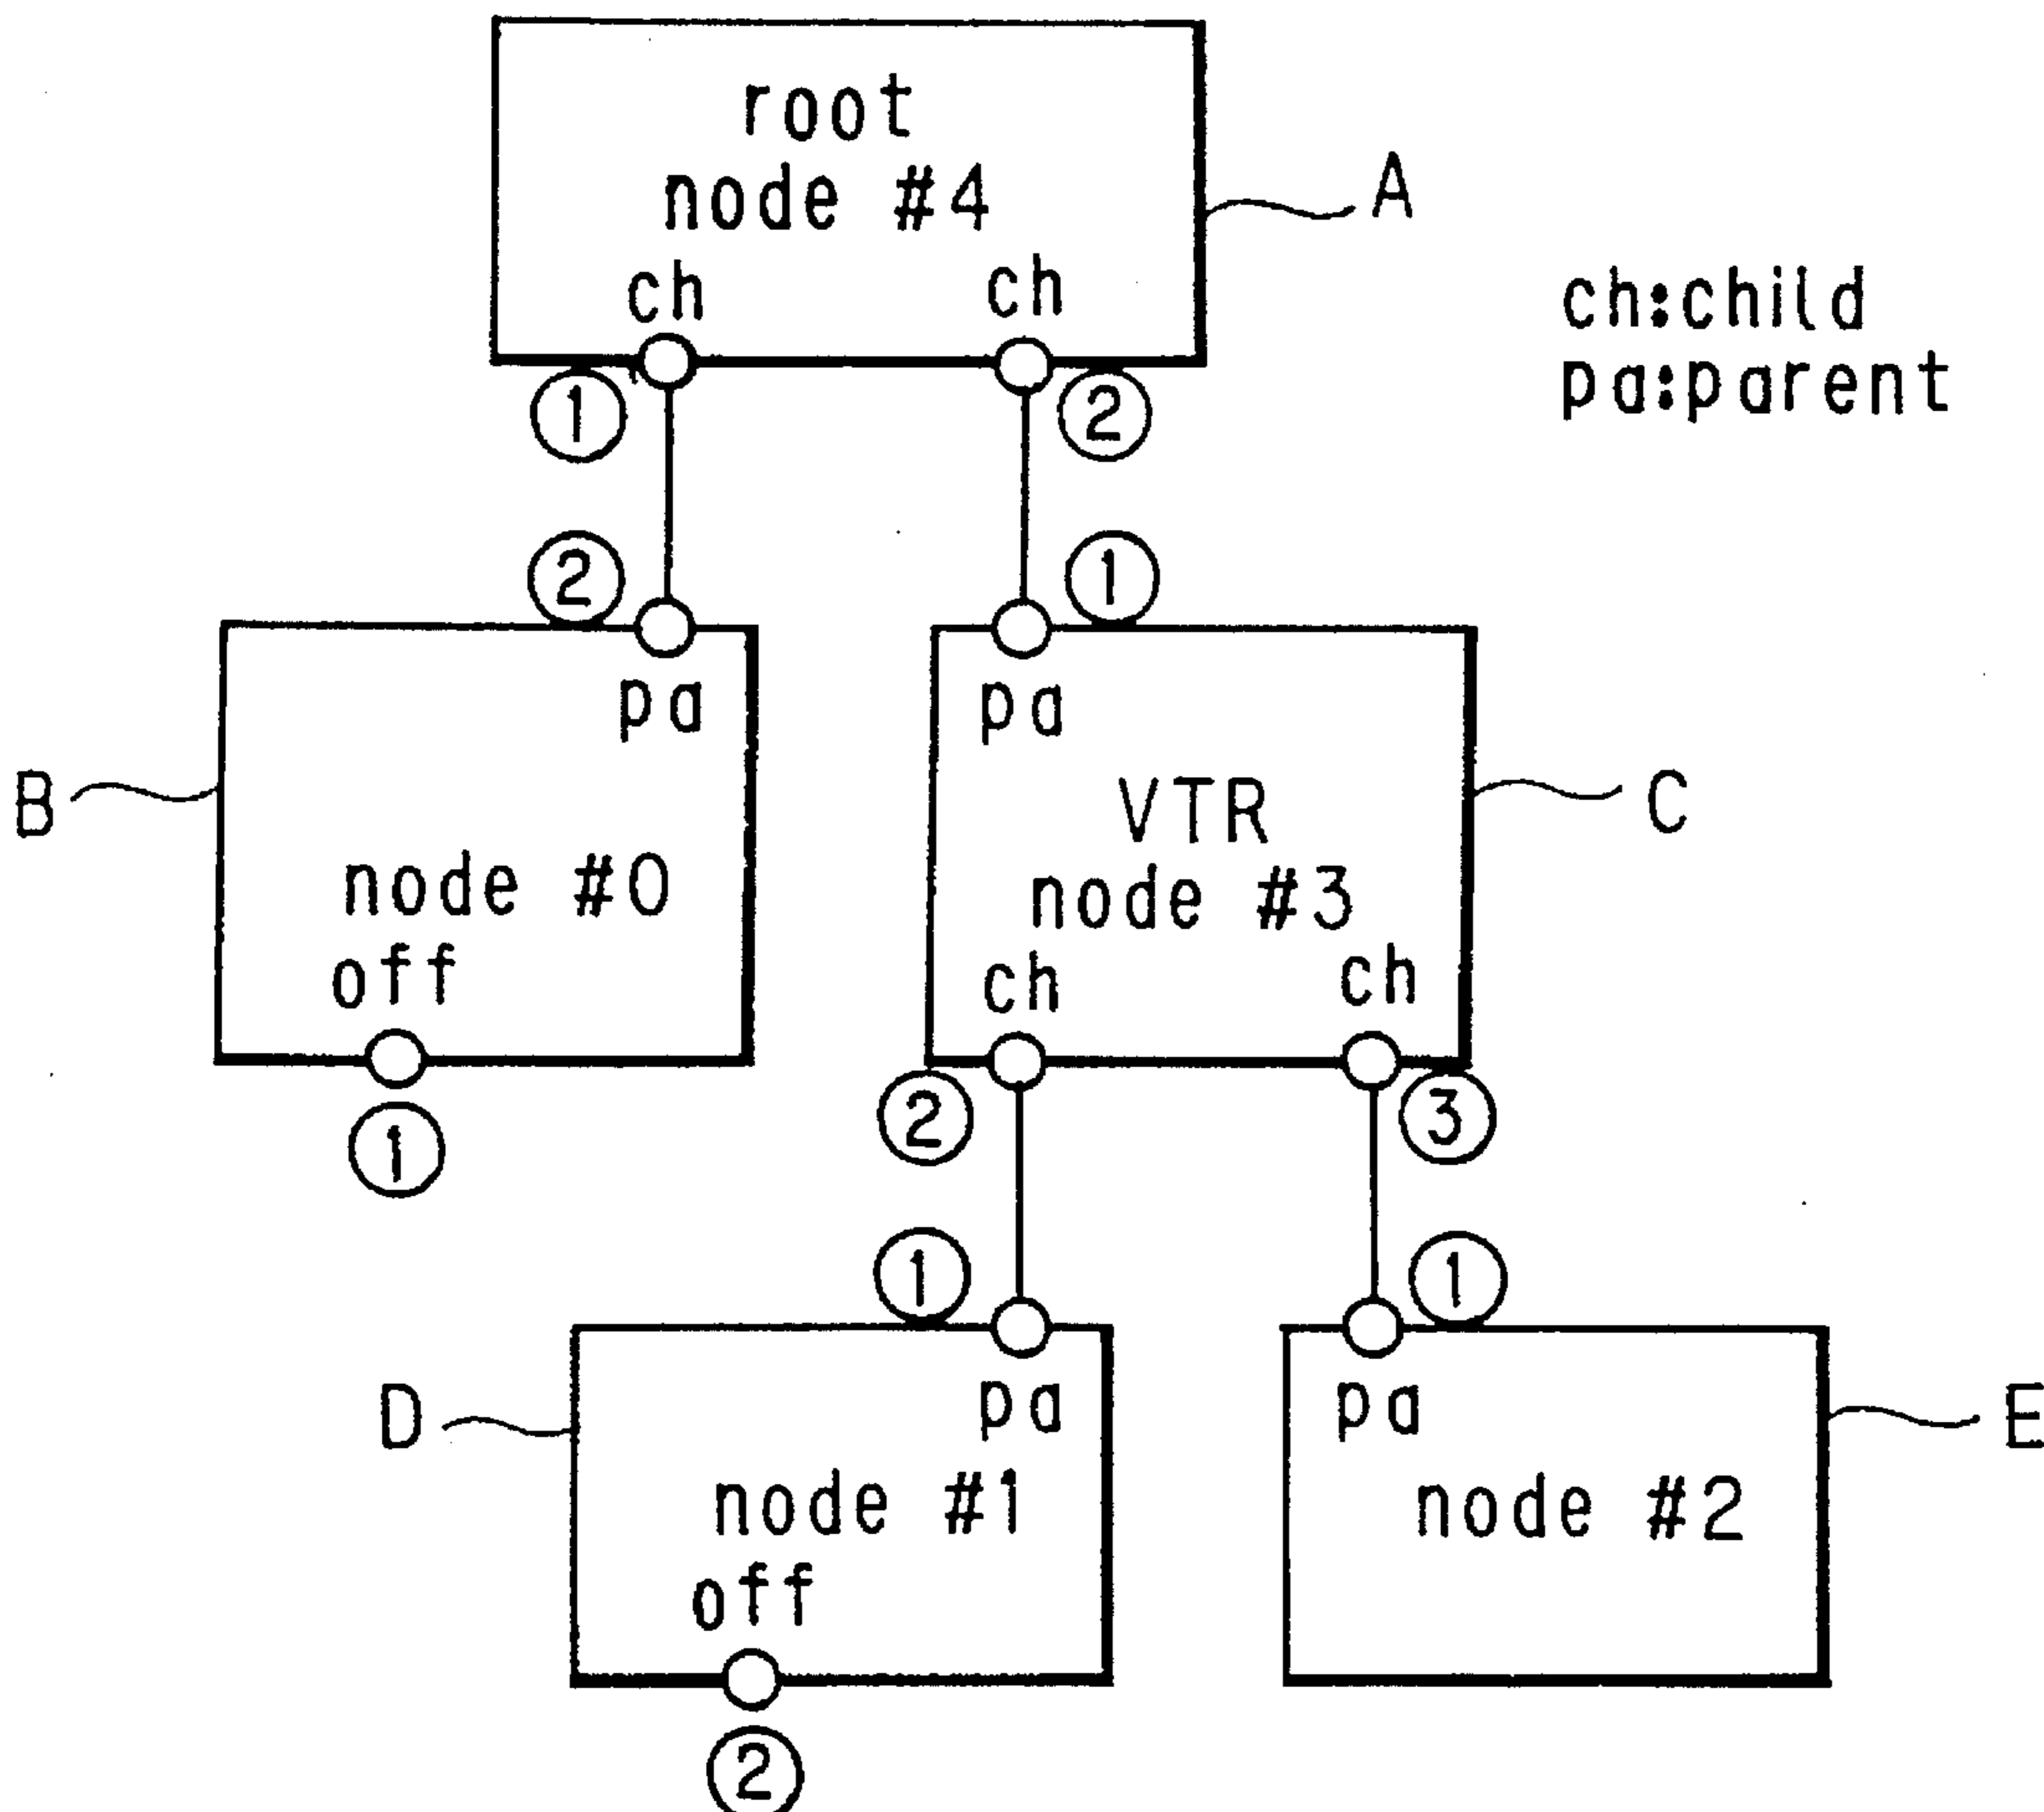 root
node #4
A
ch
ch
ch:child
pa:parent
①
②
②
①
pa
pa
B
VTR
C
node #0
node #3
off
ch
ch
②
③
①
①
①
pa
pa
D
E
node #1
node #2
off
②